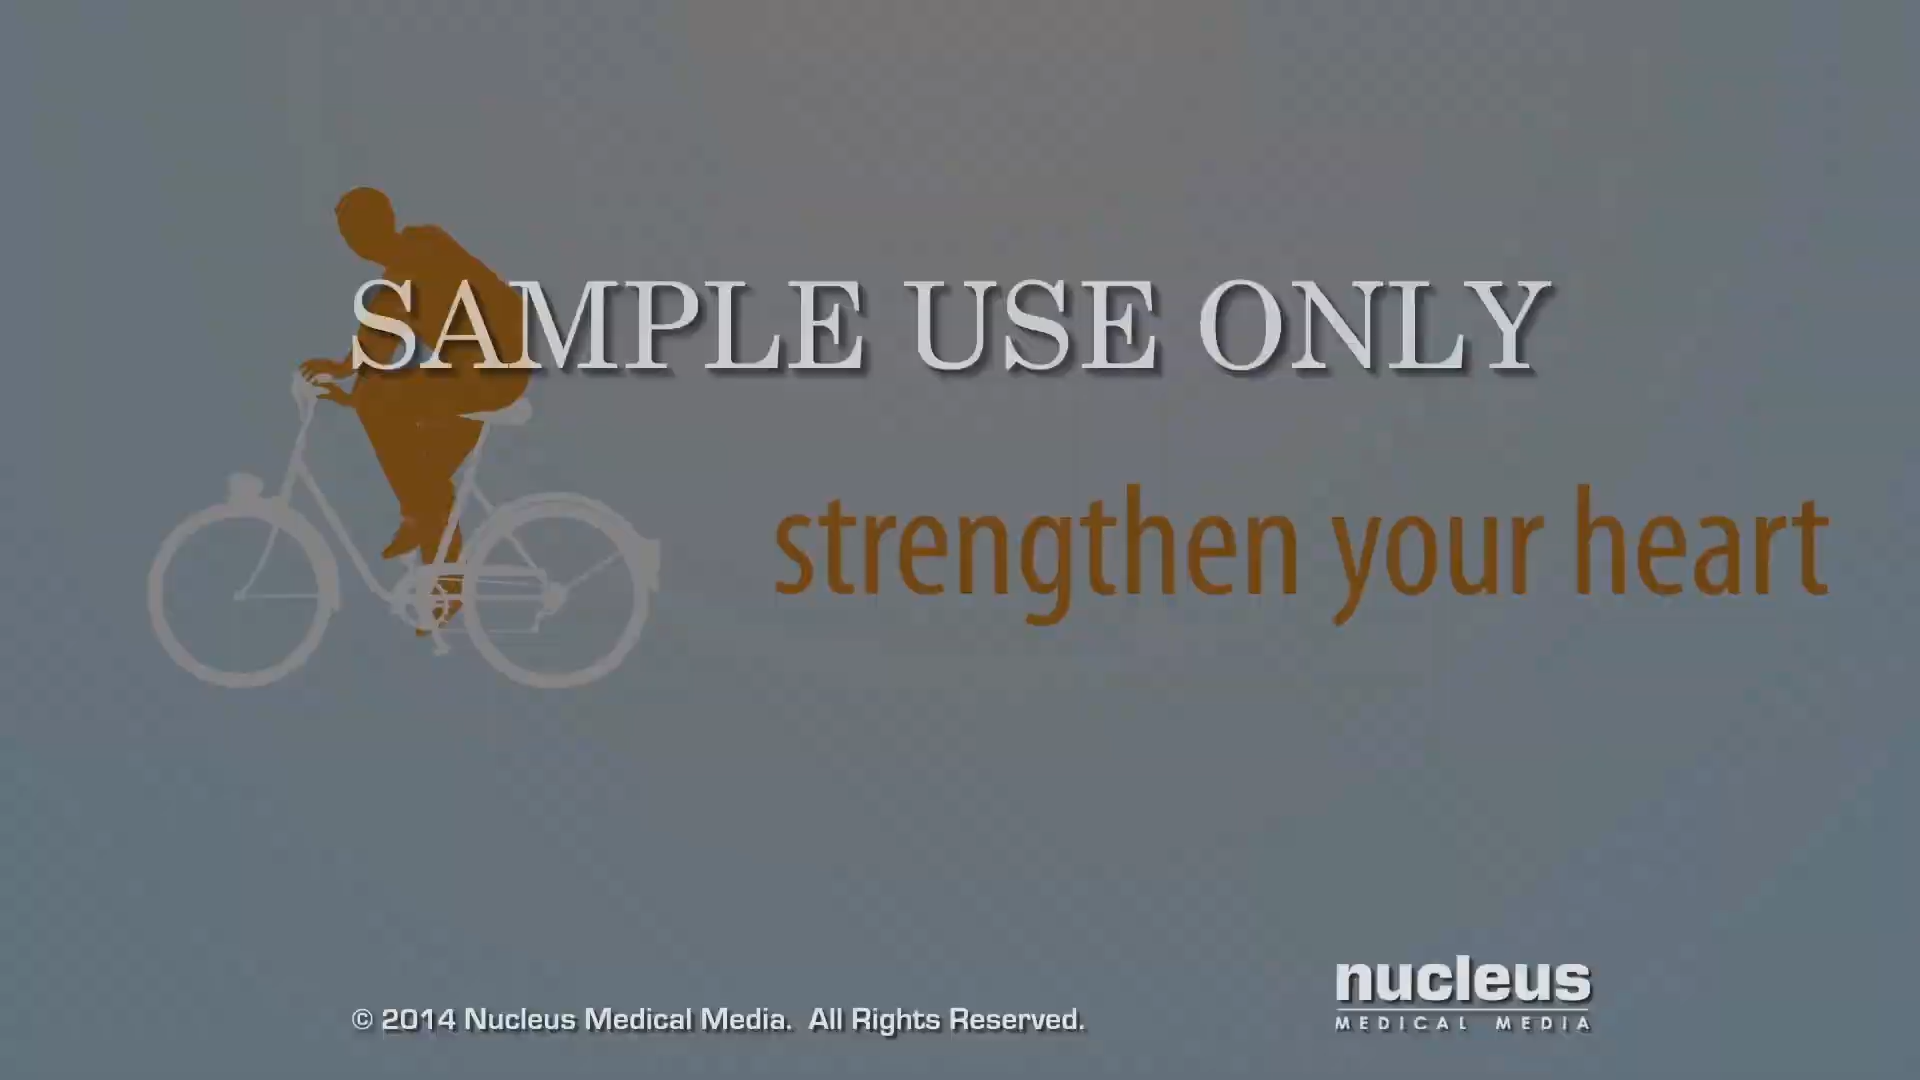 SAMPLE USE ONLY
strengthen your heart
nucleus
MEDICAL MEDIA
© 2014 Nucleus Medical Media. All Rights Reserved.